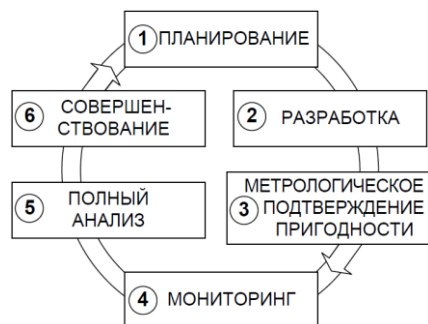 1 ПЛАНИРОВАНИЕ
2 РАЗРАБОТКА
3 МЕТРОЛОГИЧЕСКОЕ
ПОДТВЕРЖДЕНИЕ
ПРИГОДНОСТИ
4 МОНИТОРИНГ
5 ПОЛНЫЙ
АНАЛИЗ
6 СОВЕРШЕН-
СТВОВАНИЕ